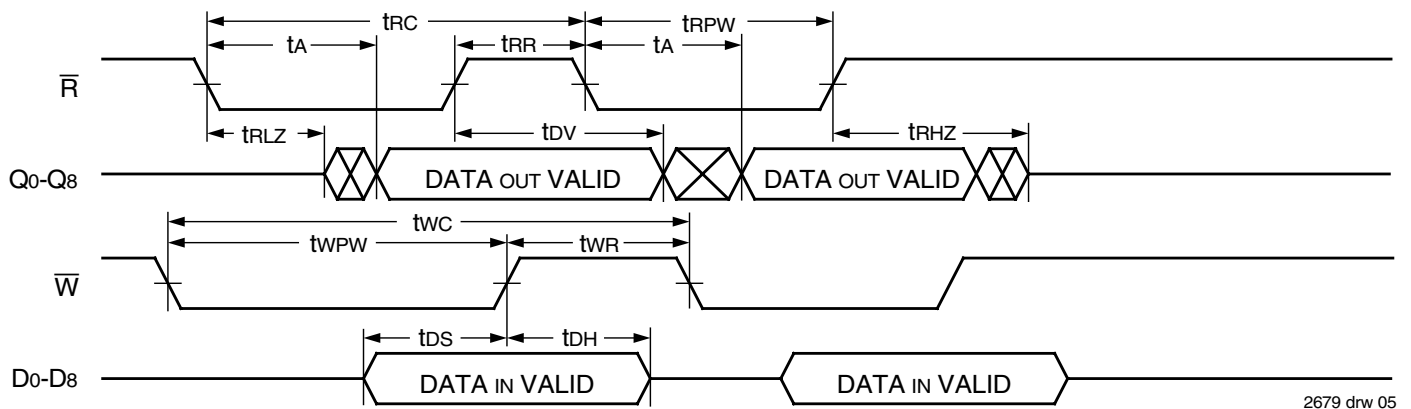 tRC
tRPW
tA
tRR
tA
R
tRLZ
tDV
tRHZ
Q0-Q8
DATA OUT VALID
DATA OUT VALID
tWC
tWPW
tWR
W
tDS
tDH
D0-D8
DATA IN VALID
DATA IN VALID
2679 drw 05